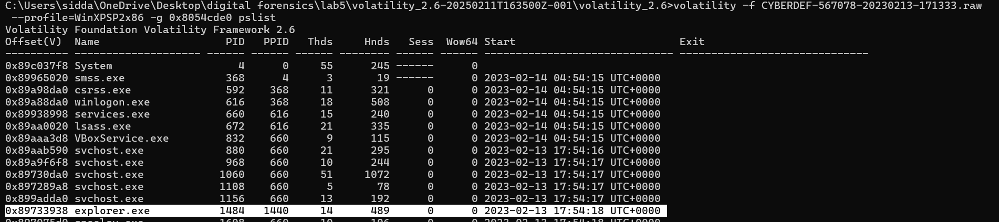 C:\Users\sidda\OneDrive\Desktop\digital forensics\lab5\volatility_2.6-20250211T163500Z-001\volatility_2.6>volatility -f CYBERDEF-567078-20230213-171333.raw
 --profile=WinXPSP2x86 -g 0x8054cde0 pslist
Volatility Foundation Volatility Framework 2.6
Offset(V)  Name                    PID   PPID   Thds     Hnds   Sess  Wow64 Start                          Exit
---------- -------------------- ------ ------ ------ -------- ------ ------ ------------------------------ ------------------------------
0x89c037f8 System                    4      0     55      245 ------      0
0x89965020 smss.exe                368      4      3       19 ------      0 2023-02-14 04:54:15 UTC+0000
0x89a98da0 csrss.exe               592    368     11      321      0      0 2023-02-14 04:54:15 UTC+0000
0x89a88da0 winlogon.exe            616    368     18      508      0      0 2023-02-14 04:54:15 UTC+0000
0x89938998 services.exe            660    616     15      240      0      0 2023-02-14 04:54:15 UTC+0000
0x89aa0020 lsass.exe               672    616     21      335      0      0 2023-02-14 04:54:15 UTC+0000
0x89aaa3d8 VBoxService.exe         832    660      9      115      0      0 2023-02-14 04:54:15 UTC+0000
0x89aab590 svchost.exe             880    660     21      295      0      0 2023-02-13 17:54:16 UTC+0000
0x89a9f6f8 svchost.exe             968    660     10      244      0      0 2023-02-13 17:54:17 UTC+0000
0x89730da0 svchost.exe            1060    660     51     1072      0      0 2023-02-13 17:54:17 UTC+0000
0x897289a8 svchost.exe            1108    660      5       78      0      0 2023-02-13 17:54:17 UTC+0000
0x899adda0 svchost.exe            1156    660     13      192      0      0 2023-02-13 17:54:17 UTC+0000
0x89733938 explorer.exe           1484   1440     14      489      0      0 2023-02-13 17:54:18 UTC+0000